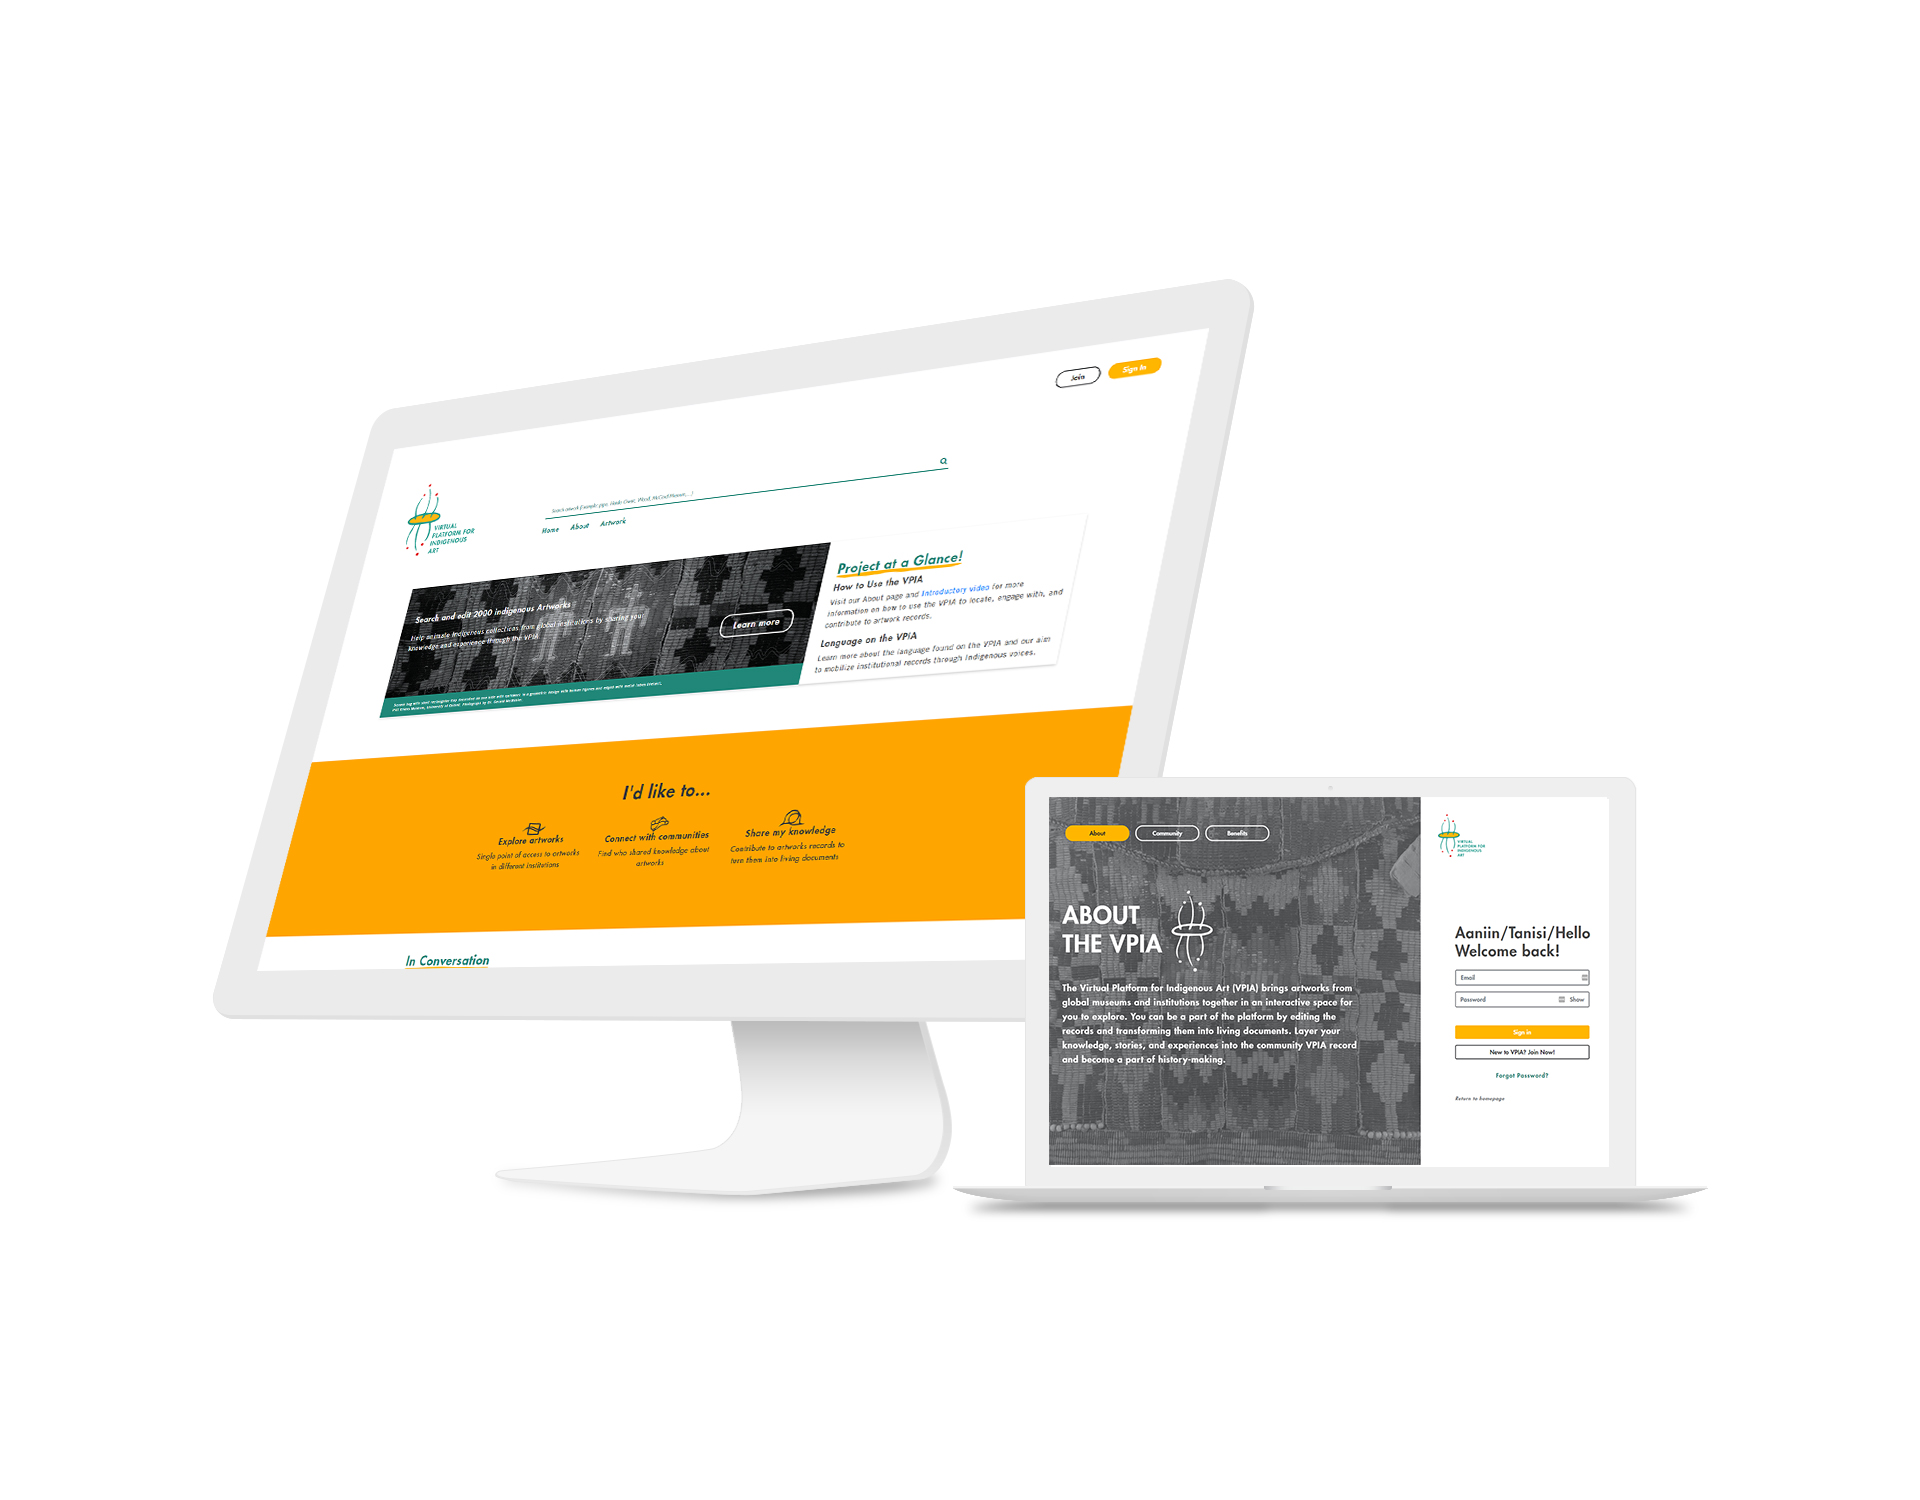 Join
Sign In
Search artwork (Example: pipe, Haida, Coast, Wood, McCord Museum,...)
VIRTUAL
PLATFORM FOR
INDIGENOUS
ART
Home
About
Artwork
Search and edit 2000 Indigenous Artworks
Help animate Indigenous collections from global institutions by sharing your
knowledge and experience through the VPIA
Learn more
Project at a Glance!
How to Use the VPIA
Visit our About page and Introductory video for more
information on how to use the VPIA to locate, engage with, and
contribute to artwork records.
Language on the VPIA
Learn more about the language found on the VPIA and our aim
to mobilize institutional records through Indigenous voices.
I'd like to...
Explore artworks
Single point of access to artworks
in different institutions
Connect with communities
Find who shared knowledge about
artworks
Share my knowledge
Contribute to artworks records to
turn them into living documents
In Conversation
About
Community
Benefits
ABOUT
THE VPIA
The Virtual Platform for Indigenous Art (VPIA) brings artworks from
global museums and institutions together in an interactive space for
you to explore. You can be a part of the platform by editing the
records and transforming them into living documents. Layer your
knowledge, stories, and experiences into the community VPIA record
and become a part of history-making.
VIRTUAL
PLATFORM FOR
INDIGENOUS
ART
Aaniin/Tanisi/Hello
Welcome back!
Email
Password
Show
Sign in
New to VPIA? Join Now!
Forgot Password?
Return to homepage